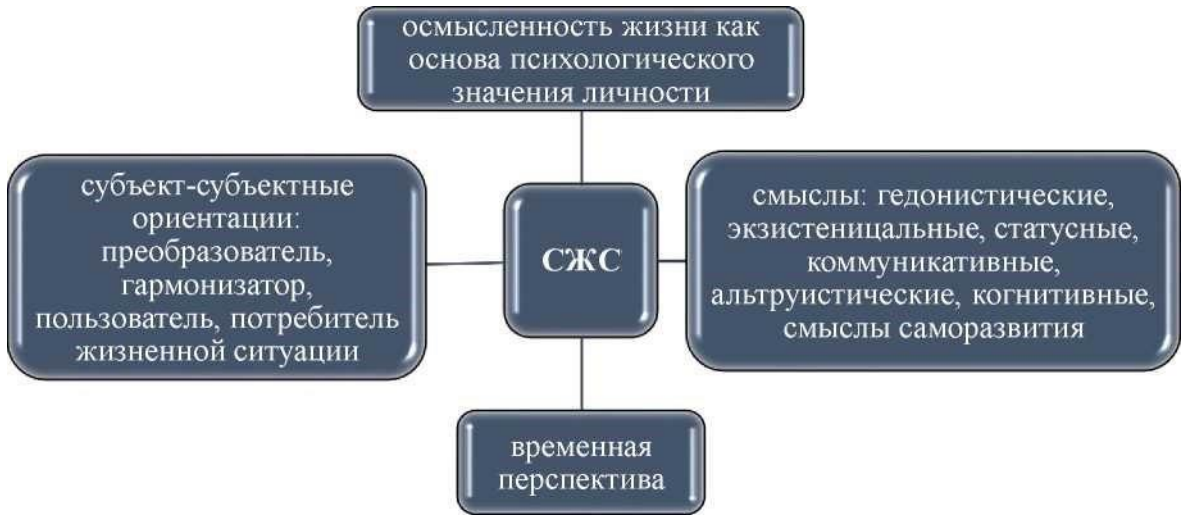 осмысленность жизни как
основа психологического
значения личности
субъект-субъектные
ориентации:
преобразователь,
гармонизатор,
пользователь, потребитель
жизненной ситуации
СЖС
смыслы: гедонистические,
экзистеницальные, статусные,
коммуникативные,
альтруистические, когнитивные,
смыслы саморазвития
временная
перспектива